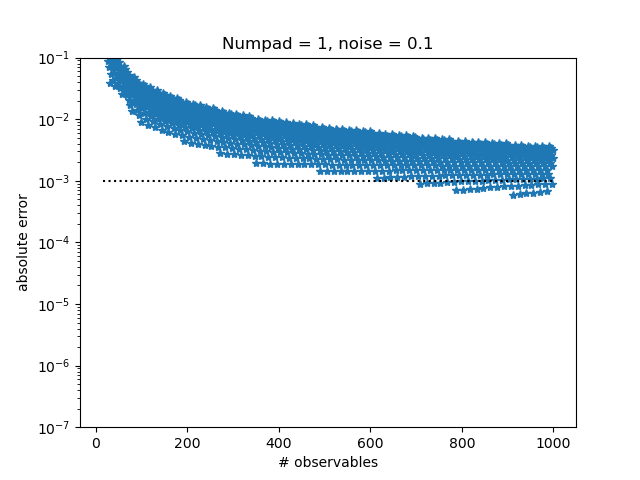 Numpad = 1, noise = 0.1
absolute error
10⁻¹
10⁻²
10⁻³
10⁻⁴
10⁻⁵
10⁻⁶
10⁻⁷
0 200 400 600 800 1000
# observables